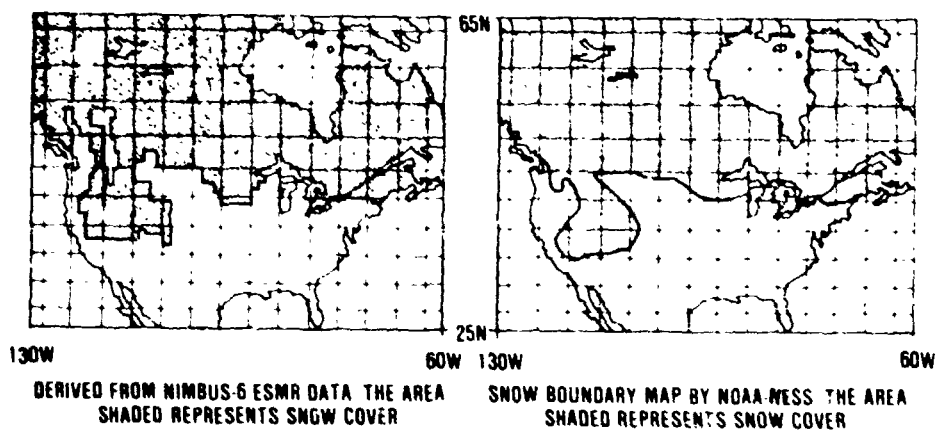 65N
25N
130W
60W
130W
60W
DERIVED FROM NIMBUS-6 ESMR DATA THE AREA
SHADED REPRESENTS SNOW COVER
SNOW BOUNDARY MAP BY NOAA-NESS THE AREA
SHADED REPRESENTS SNOW COVER